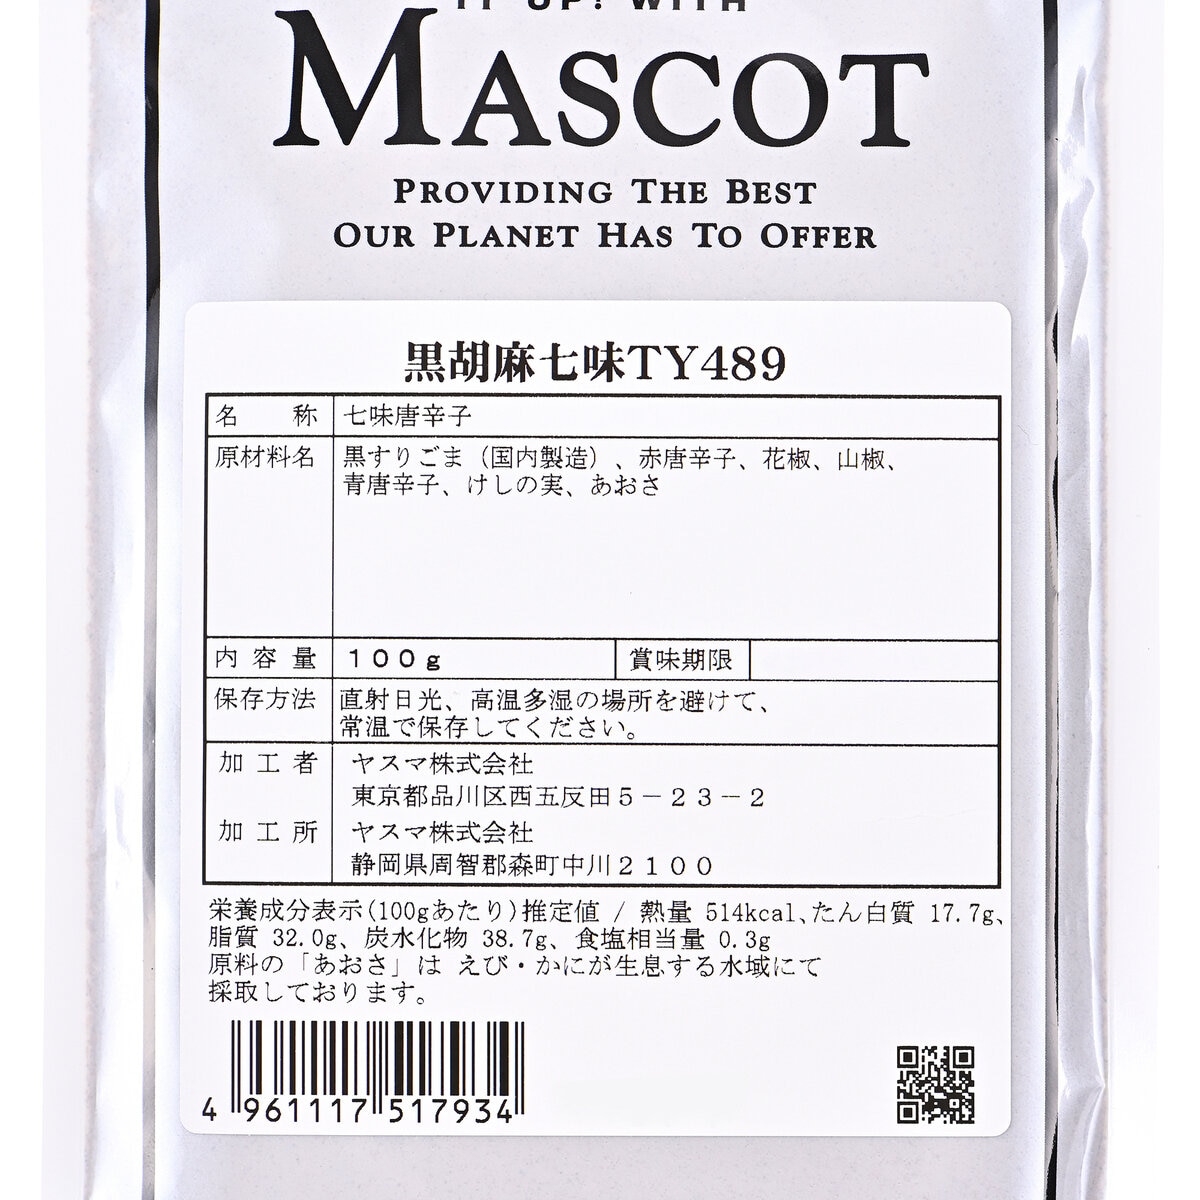 IT UP! WITH
MASCOT
PROVIDING THE BEST
OUR PLANET HAS TO OFFER
黒胡麻七味TY489
名称 七味唐辛子
原材料名 黒すりごま（国内製造）、赤唐辛子、花椒、山椒、
青唐辛子、けしの実、あおさ
内容量 100g 賞味期限
保存方法 直射日光、高温多湿の場所を避けて、
常温で保存してください。
加工者 ヤスマ株式会社
東京都品川区西五反田5－23－2
加工所 ヤスマ株式会社
静岡県周智郡森町中川2100
栄養成分表示(100gあたり)推定値 / 熱量 514kcal、たん白質 17.7g、
脂質 32.0g、炭水化物 38.7g、食塩相当量 0.3g
原料の「あおさ」は えび・かにが生息する水域にて
採取しております。
4 961117 517934